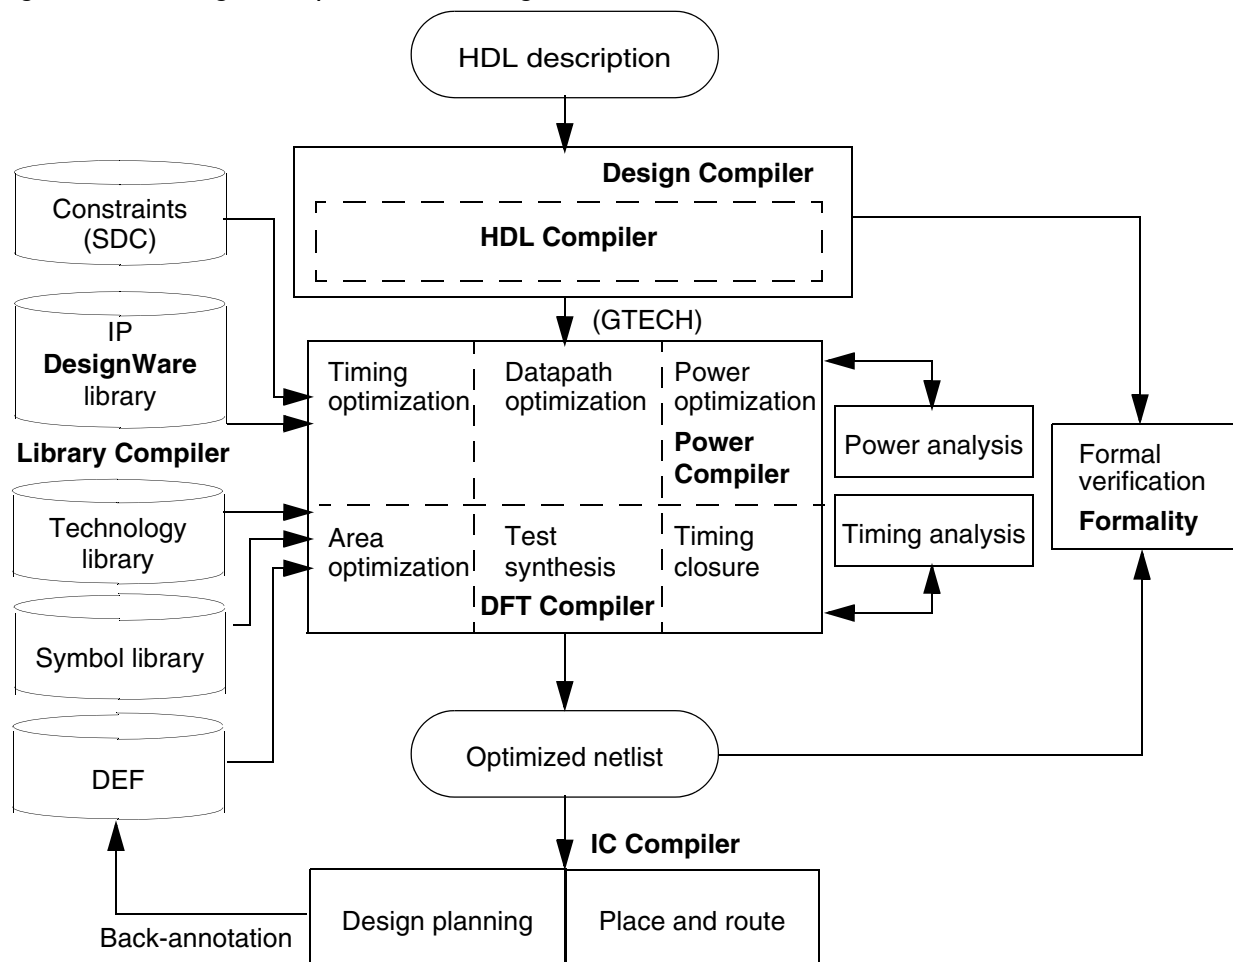 HDL description
Design Compiler
HDL Compiler
Constraints
(SDC)
(GTECH)
IP
DesignWare
library
Library Compiler
Technology
library
Symbol library
DEF
Timing
optimization
Datapath
optimization
Power
optimization
Power
Compiler
Area
optimization
Test
synthesis
DFT Compiler
Timing
closure
Power analysis
Timing analysis
Formal
verification
Formality
Optimized netlist
IC Compiler
Design planning
Place and route
Back-annotation